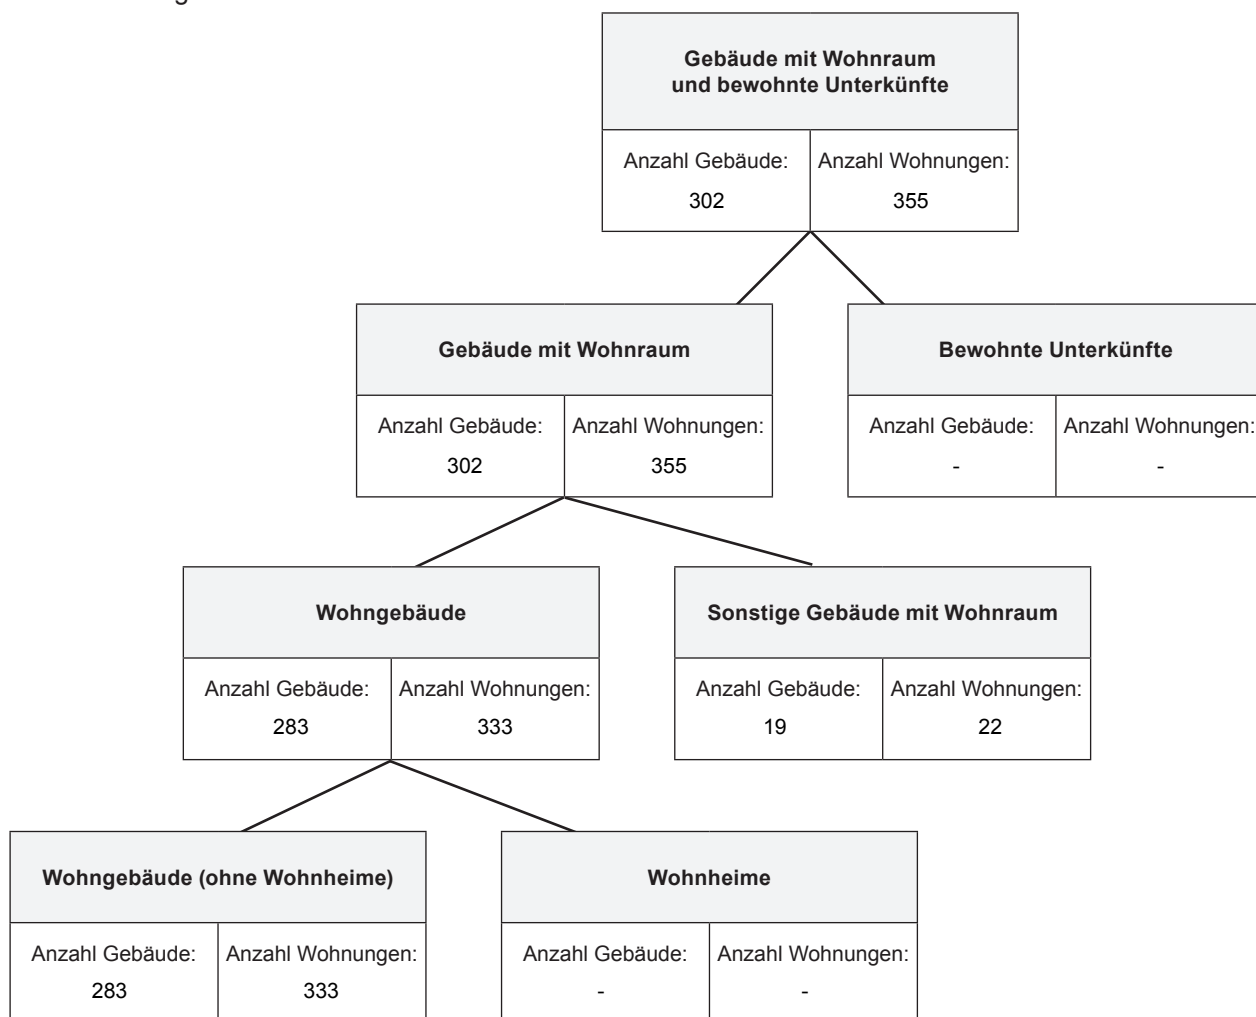 Gebäude mit Wohnraum
und bewohnte Unterkünfte
Anzahl Gebäude: Anzahl Wohnungen:
302 355
Gebäude mit Wohnraum Bewohnte Unterkünfte
Anzahl Gebäude: Anzahl Wohnungen: Anzahl Gebäude: Anzahl Wohnungen:
302 355 - -
Wohngebäude Sonstige Gebäude mit Wohnraum
Anzahl Gebäude: Anzahl Wohnungen: Anzahl Gebäude: Anzahl Wohnungen:
283 333 19 22
Wohngebäude (ohne Wohnheime) Wohnheime
Anzahl Gebäude: Anzahl Wohnungen: Anzahl Gebäude: Anzahl Wohnungen:
283 333 - -